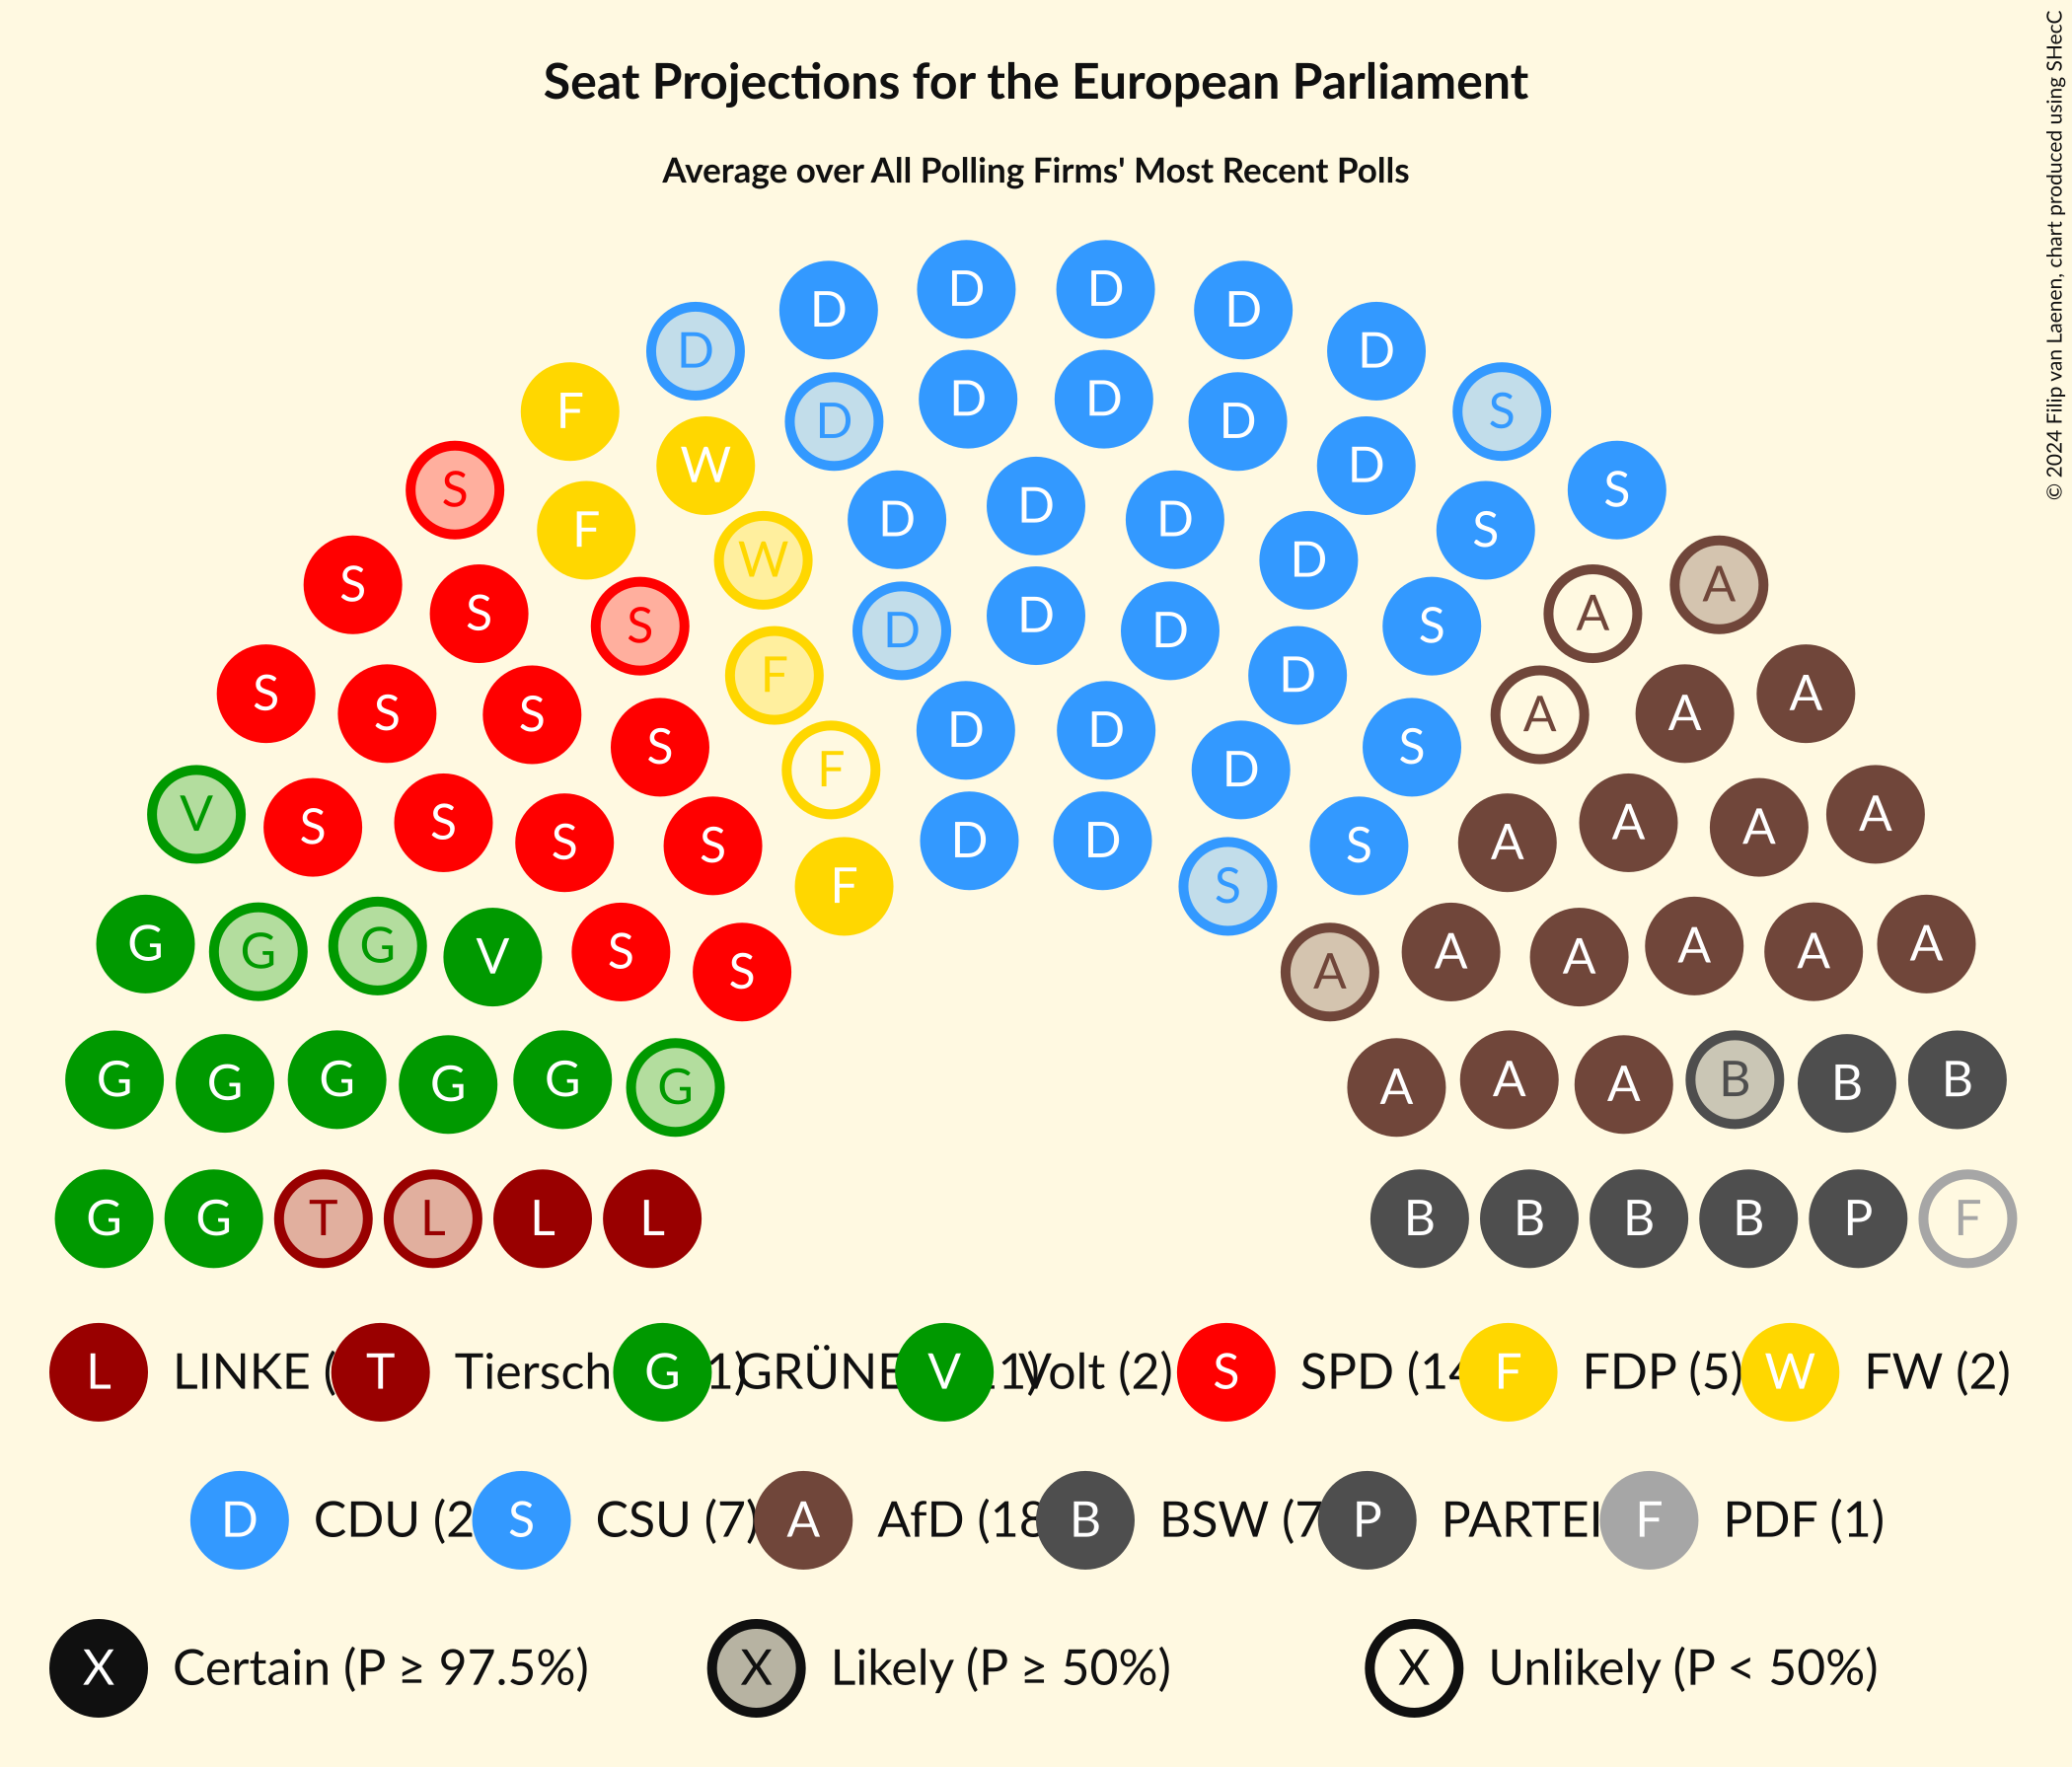 Seat Projections for the European Parliament
Average over All Polling Firms' Most Recent Polls
© 2024 Filip van Laenen, chart produced using SHecC
D D
D D
D D
D D
F S
D D
W D
S S
D
D D
F S
W D
S A
S A
D
S D D S
F D
S A
S S A A
D D
S S
F D
V A
S S A A
S S D D S A
F S
G G G V S S A A A A A A
G G G G G G A A A B B B
G G T L L L B B B B P F
L LINKE ( T Tiersch G 1) GRÜNE V 1) Volt (2) S SPD (14 F FDP (5) W FW (2)
D CDU (2 S CSU (7) A AfD (18 B BSW (7 P PARTEI F PDF (1)
X Certain (P ≥ 97.5%) X Likely (P ≥ 50%) X Unlikely (P < 50%)